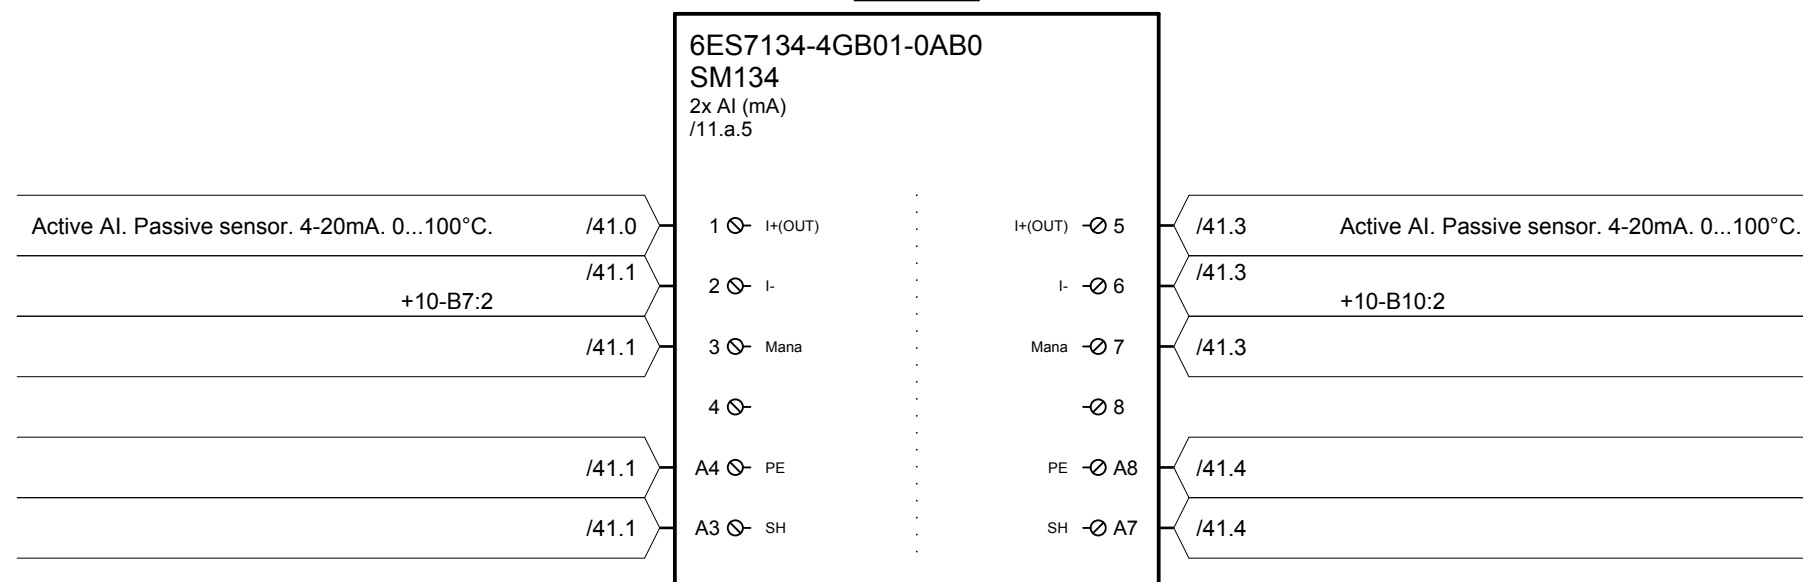 6ES7134-4GB01-0AB0
SM134
2x AI (mA)
/11.a.5
Active AI. Passive sensor. 4-20mA. 0...100°C. /41.0 1 I+(OUT) I+(OUT) 5 /41.3 Active AI. Passive sensor. 4-20mA. 0...100°C.
/41.1 2 I- I- 6 /41.3
+10-B7:2 +10-B10:2
/41.1 3 Mana Mana 7 /41.3
4 8
/41.1 A4 PE PE A8 /41.4
/41.1 A3 SH SH A7 /41.4